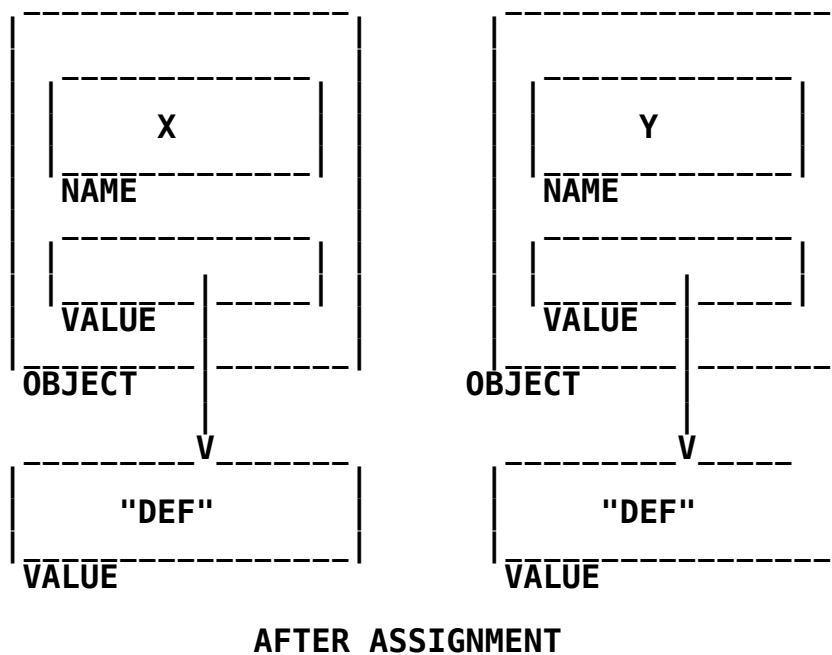 X Y
NAME NAME
VALUE VALUE
OBJECT OBJECT
V V
"DEF" "DEF"
VALUE VALUE
AFTER ASSIGNMENT